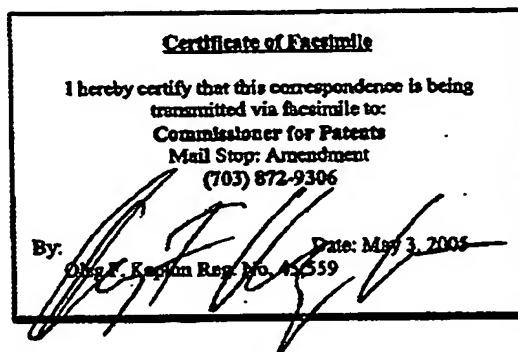 Certificate of Facsimile
I hereby certify that this correspondence is being
transmitted via facsimile to:
Commissioner for Patents
Mail Stop: Amendment
(703) 872-9306
By: Date: May 3, 2005
Oleg F. Kaplun Reg. No. 45,559